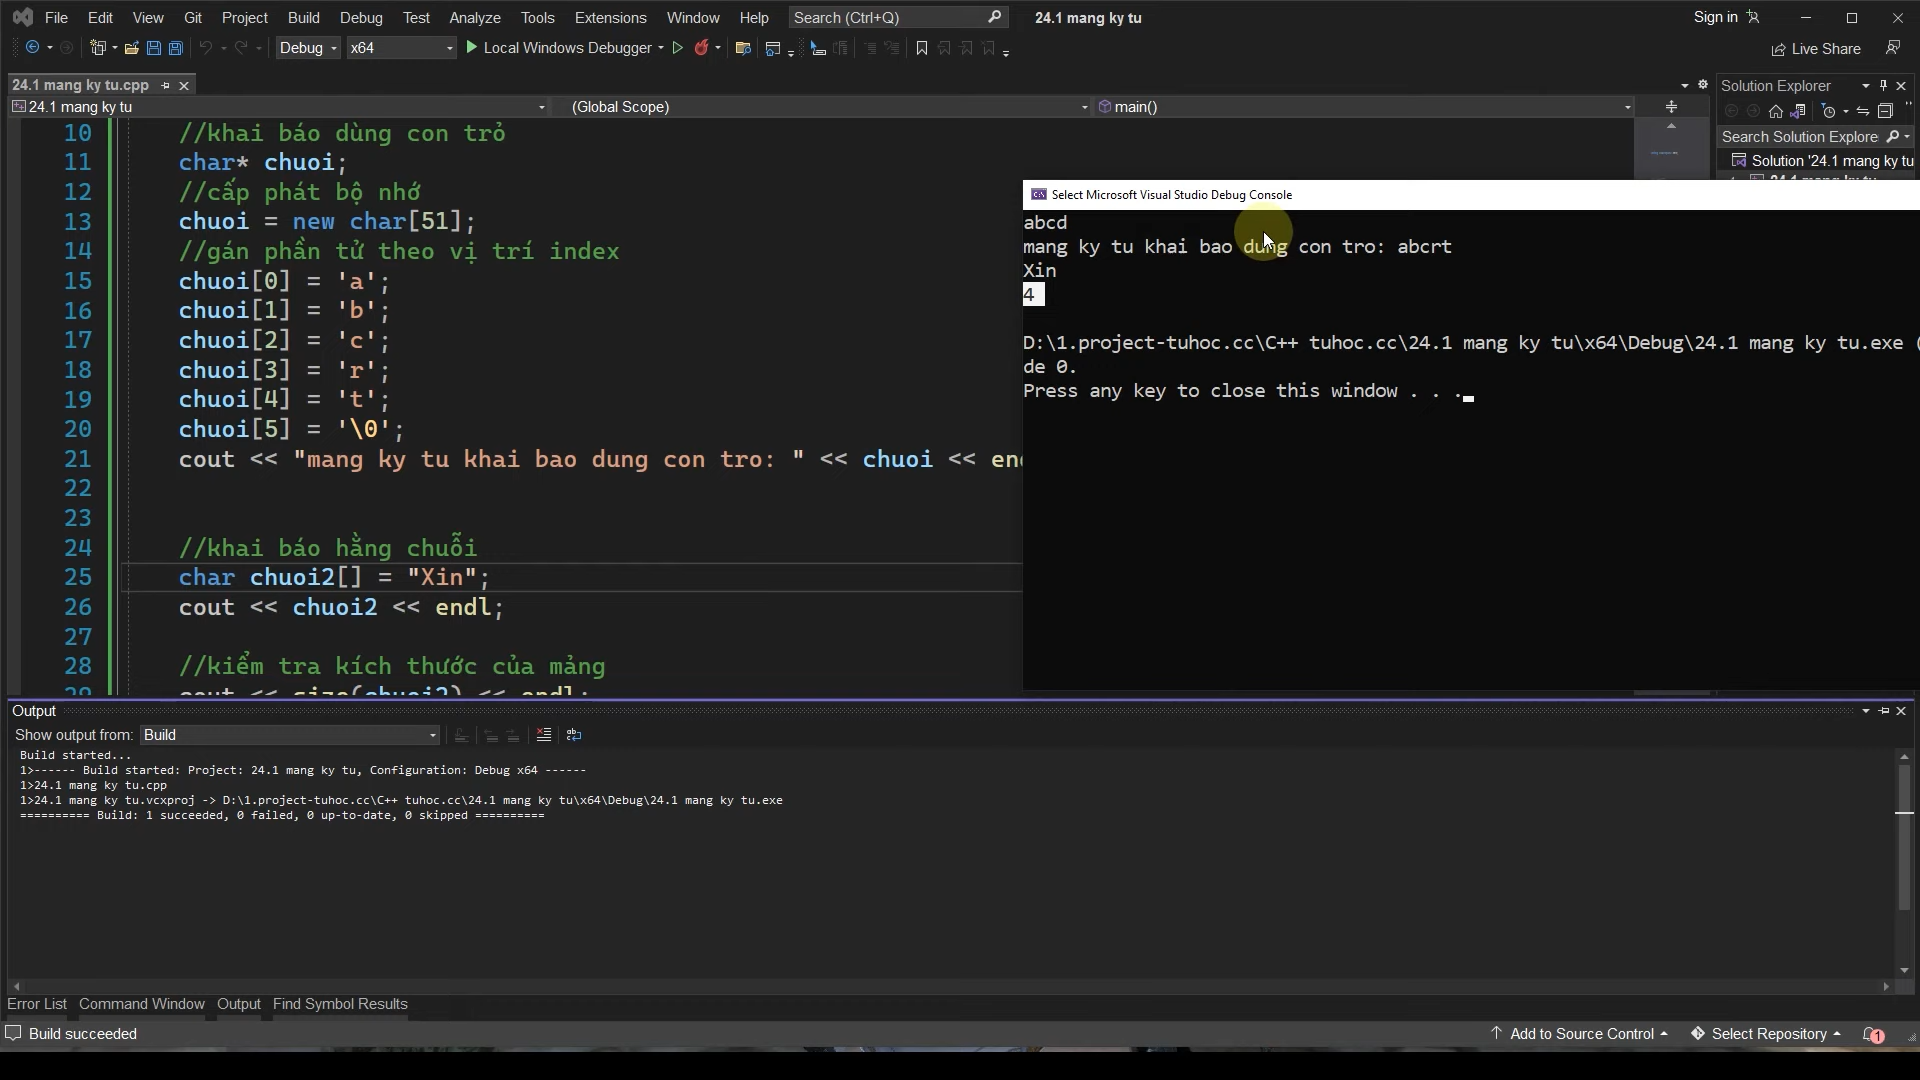 File Edit View Git Project Build Debug Test Analyze Tools Extensions Window Help Search (Ctrl+Q) 24.1 mang ky tu Sign in
Debug x64 Local Windows Debugger Live Share
24.1 mang ky tu.cpp
24.1 mang ky tu (Global Scope) main()
10 //khai báo dùng con trỏ
11 char* chuoi;
12 //cấp phát bộ nhớ
13 chuoi = new char[51];
14 //gán phần tử theo vị trí index
15 chuoi[0] = 'a';
16 chuoi[1] = 'b';
17 chuoi[2] = 'c';
18 chuoi[3] = 'r';
19 chuoi[4] = 't';
20 chuoi[5] = '\0';
21 cout << "mang ky tu khai bao dung con tro: " << chuoi << en
22
23
24 //khai báo hằng chuỗi
25 char chuoi2[] = "Xin";
26 cout << chuoi2 << endl;
27
28 //kiểm tra kích thước của mảng
29 cout << size(chuoi2) << endl;
Solution Explorer
Search Solution Explore
Solution '24.1 mang ky tu
24.1 mang ky tu
Select Microsoft Visual Studio Debug Console
abcd
mang ky tu khai bao dung con tro: abcrt
Xin
4
D:\1.project-tuhoc.cc\C++ tuhoc.cc\24.1 mang ky tu\x64\Debug\24.1 mang ky tu.exe (
de 0.
Press any key to close this window . . .
Output
Show output from: Build
Build started...
1>------ Build started: Project: 24.1 mang ky tu, Configuration: Debug x64 ------
1>24.1 mang ky tu.cpp
1>24.1 mang ky tu.vcxproj -> D:\1.project-tuhoc.cc\C++ tuhoc.cc\24.1 mang ky tu\x64\Debug\24.1 mang ky tu.exe
========== Build: 1 succeeded, 0 failed, 0 up-to-date, 0 skipped ==========
Error List Command Window Output Find Symbol Results
Build succeeded Add to Source Control Select Repository 1